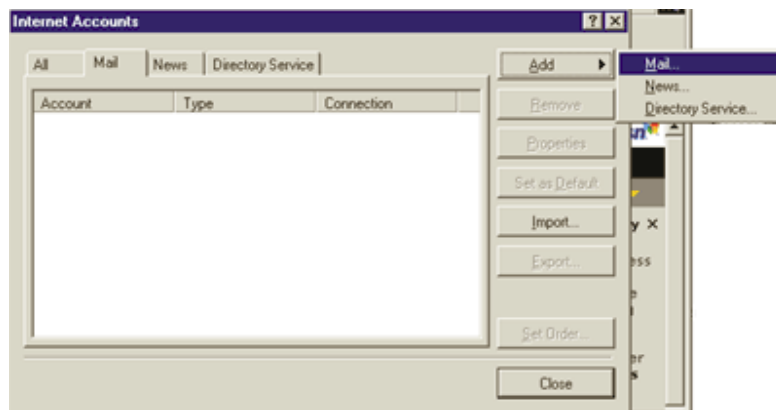 Internet Accounts
All Mail News Directory Service
Add
Mail...
News...
Directory Service...
Account Type Connection
Remove
Properties
Set as Default
Import...
Export...
Set Order...
Close